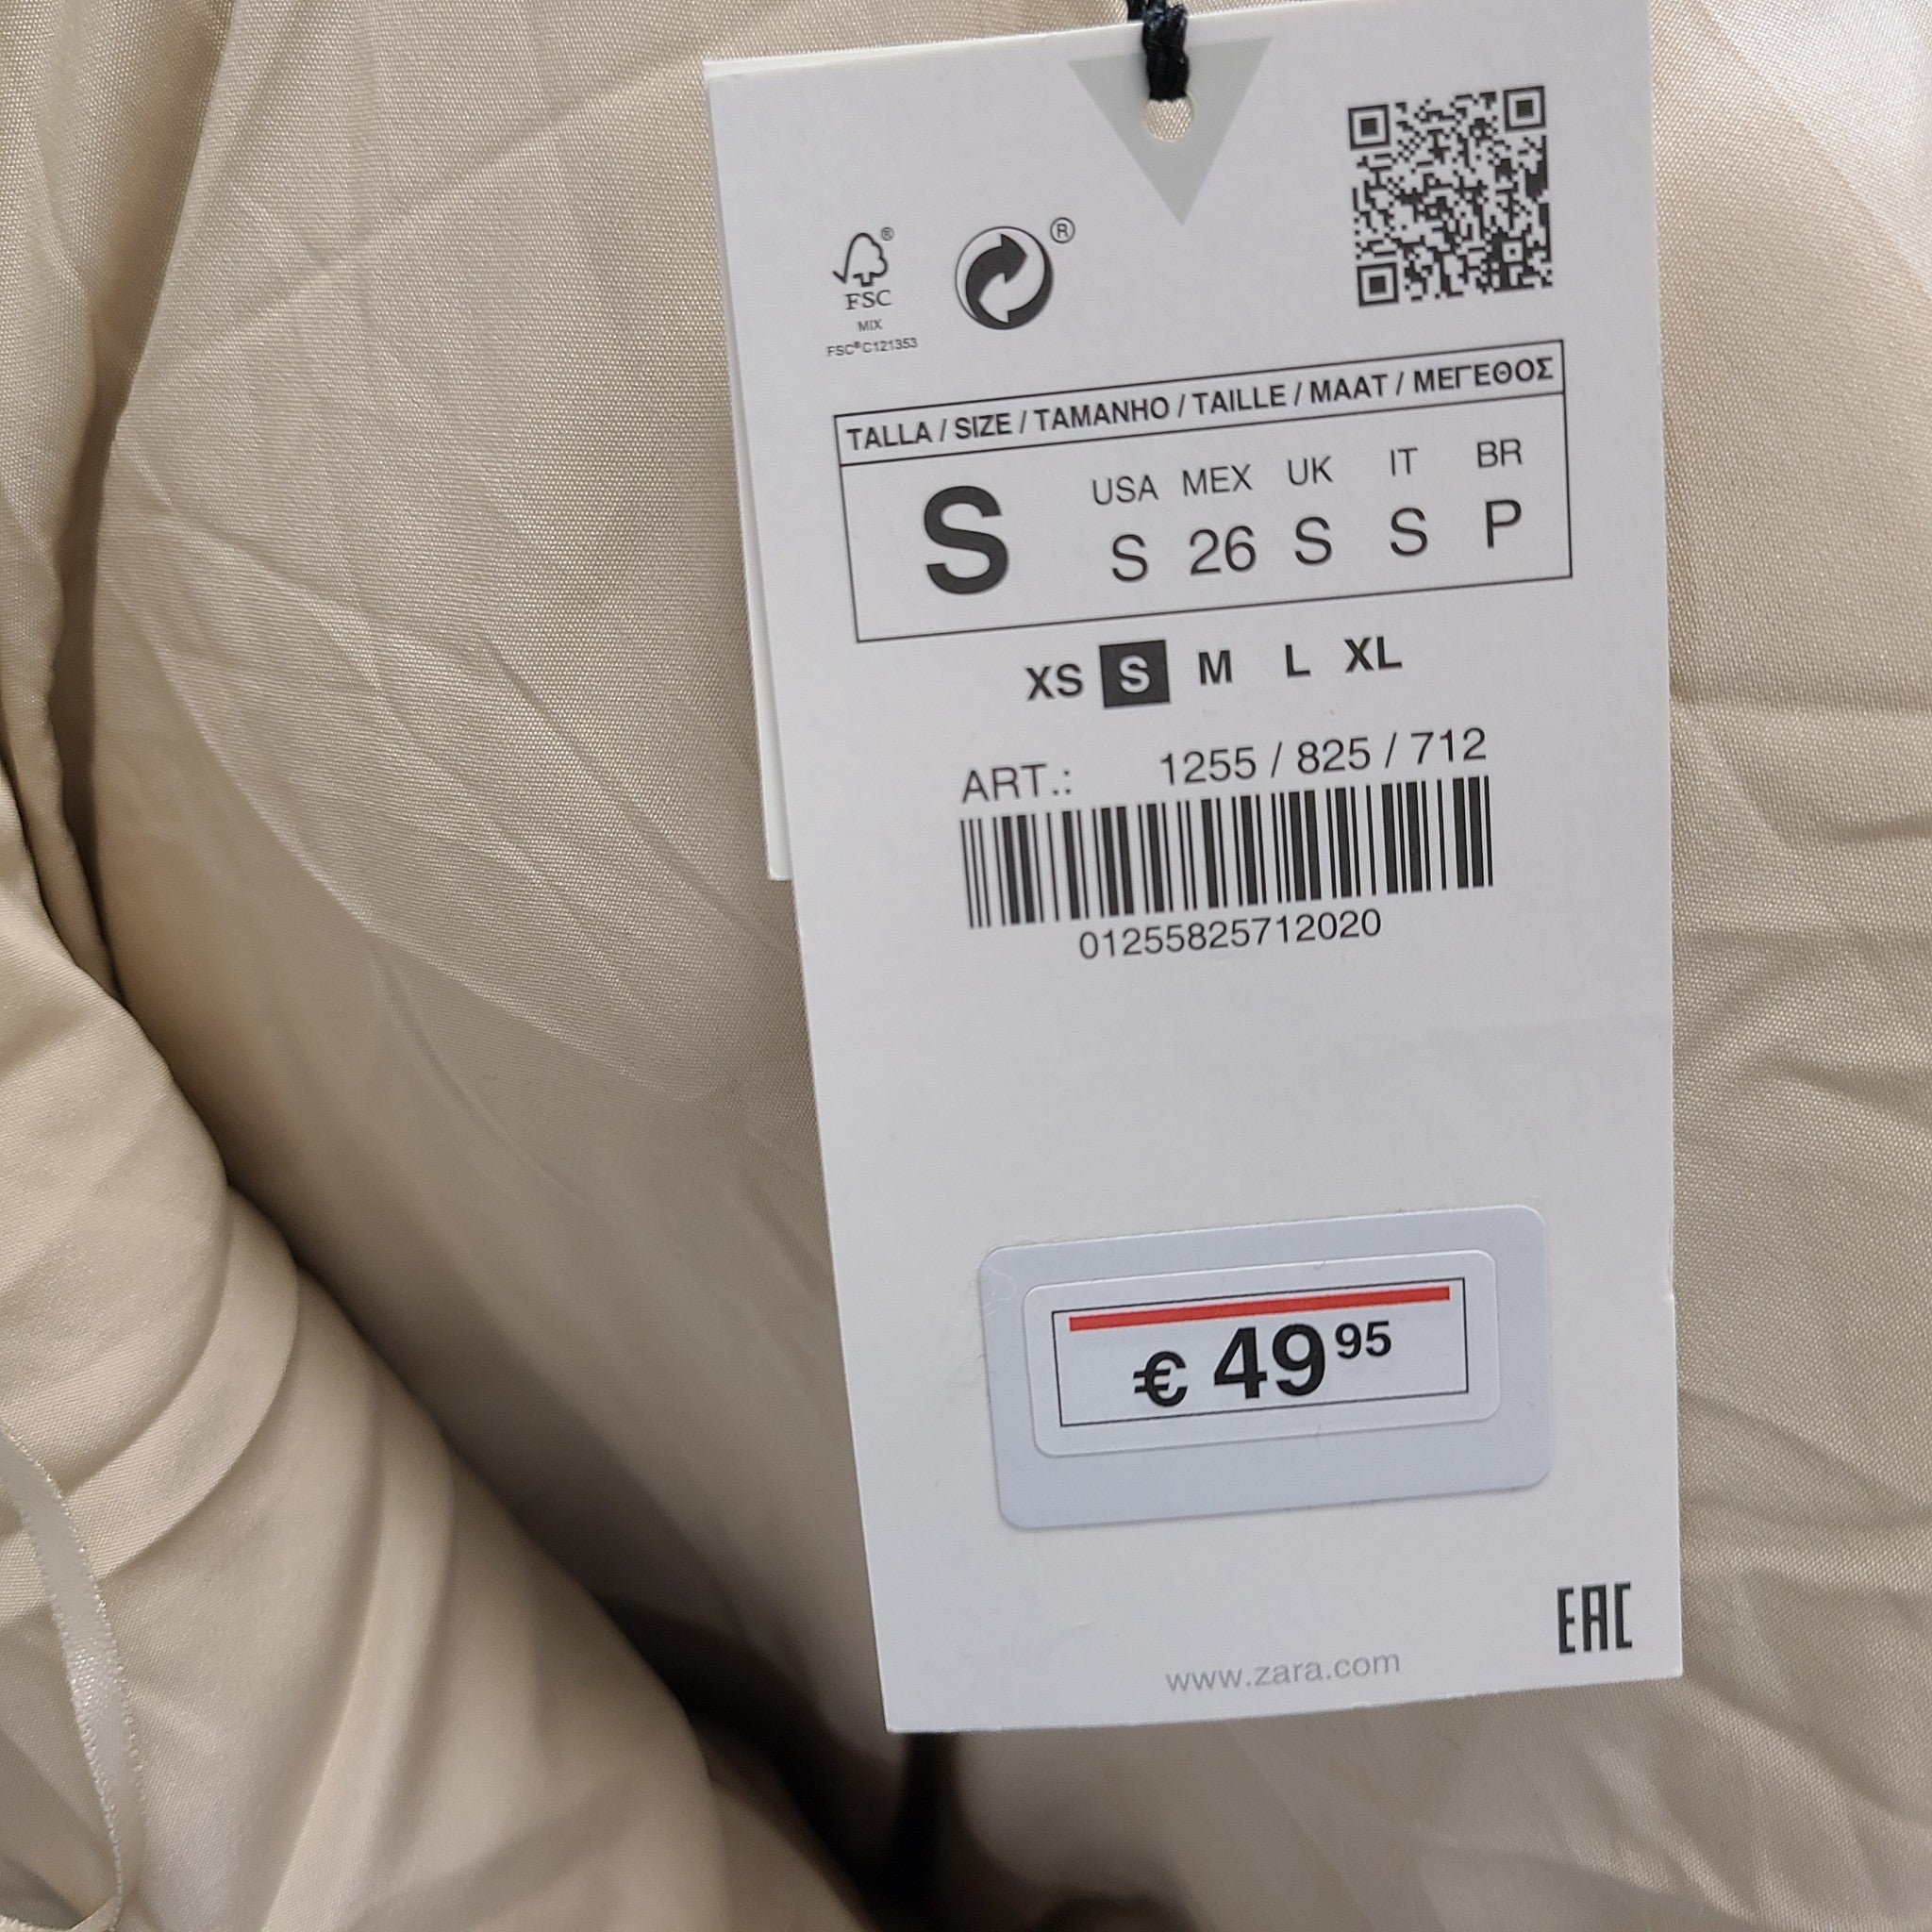 FSC
MIX
FSC® C121353
TALLA / SIZE / TAMANHO / TAILLE / MAAT / ΜΕΓΕΘΟΣ
USA MEX UK IT BR
S S 26 S S P
XS S M L XL
ART.: 1255 / 825 / 712
01255825712020
€ 49 95
EAC
www.zara.com